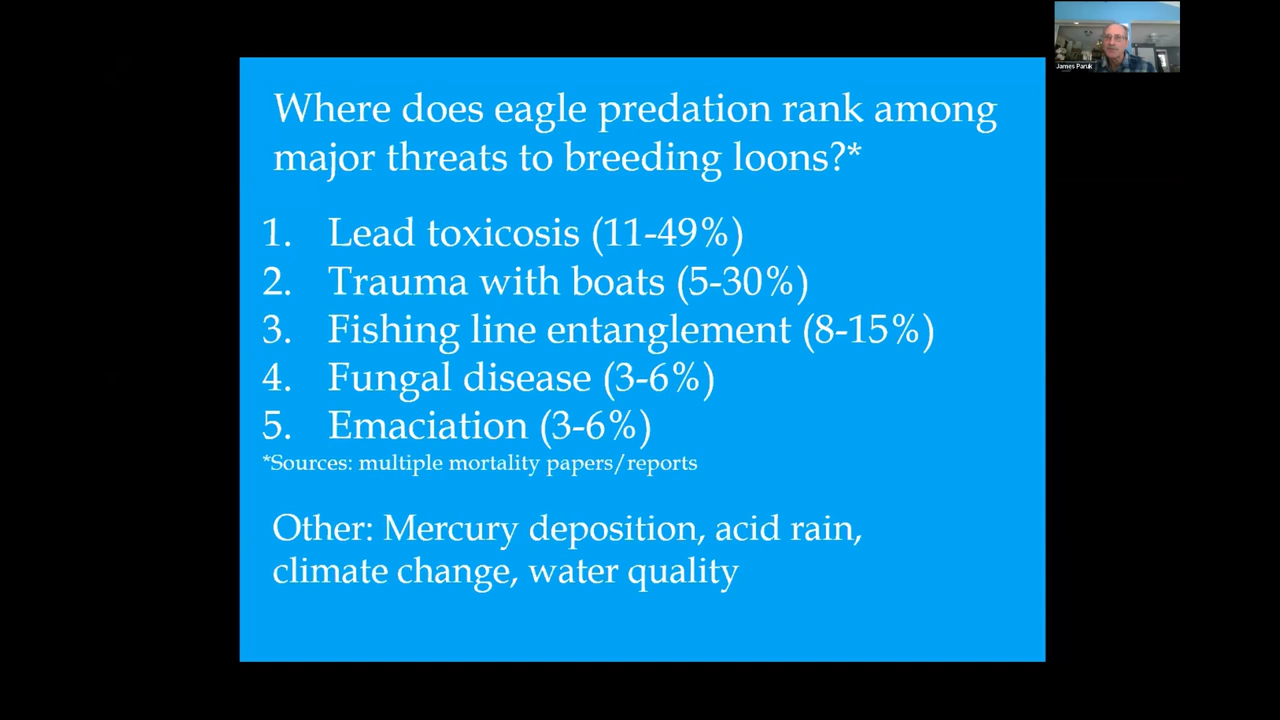 James Paruk
Where does eagle predation rank among
major threats to breeding loons?*
1. Lead toxicosis (11-49%)
2. Trauma with boats (5-30%)
3. Fishing line entanglement (8-15%)
4. Fungal disease (3-6%)
5. Emaciation (3-6%)
*Sources: multiple mortality papers/reports
Other: Mercury deposition, acid rain,
climate change, water quality